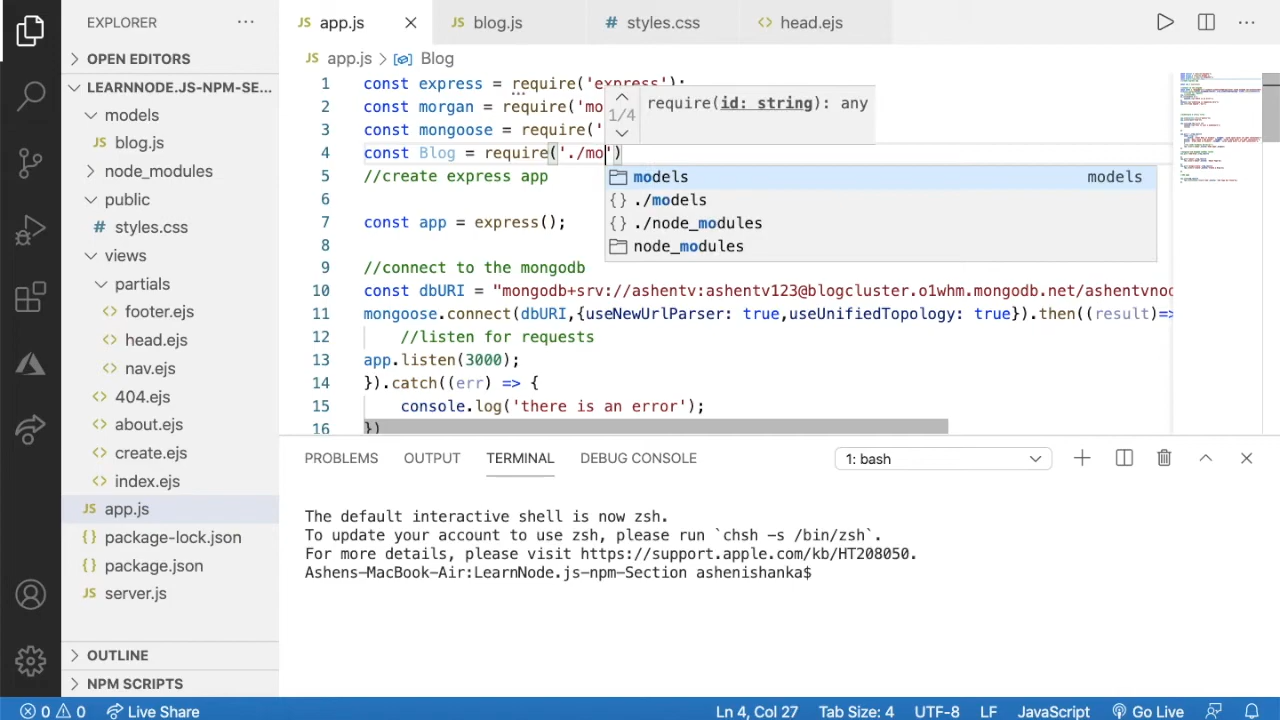 EXPLORER
OPEN EDITORS
LEARNNODE.JS-NPM-SE...
models
JS blog.js
node_modules
public
# styles.css
views
partials
<> footer.ejs
<> head.ejs
<> nav.ejs
<> 404.ejs
<> about.ejs
<> create.ejs
<> index.ejs
JS app.js
{} package-lock.json
{} package.json
JS server.js
OUTLINE
NPM SCRIPTS
JS app.js
JS blog.js
# styles.css
<> head.ejs
JS app.js > Blog
1 const express = require('express');
2 const morgan = require('mo
3 const mongoose = require('
4 const Blog = require('./mo')
5 //create express app
6
7 const app = express();
8
9 //connect to the mongodb
10 const dbURI = "mongodb+srv://ashentv:ashentv123@blogcluster.o1whm.mongodb.net/ashentvnod
11 mongoose.connect(dbURI,{useNewUrlParser: true,useUnifiedTopology: true}).then((result)=>
12 //listen for requests
13 app.listen(3000);
14 }).catch((err) => {
15 console.log('there is an error');
16 })
1/4
require(id: string): any
models models
{} ./models
{} ./node_modules
node_modules
PROBLEMS OUTPUT TERMINAL DEBUG CONSOLE
1: bash
The default interactive shell is now zsh.
To update your account to use zsh, please run `chsh -s /bin/zsh`.
For more details, please visit https://support.apple.com/kb/HT208050.
Ashens-MacBook-Air:LearnNode.js-npm-Section ashenishanka$
0 0 Live Share
Ln 4, Col 27 Tab Size: 4 UTF-8 LF JavaScript Go Live